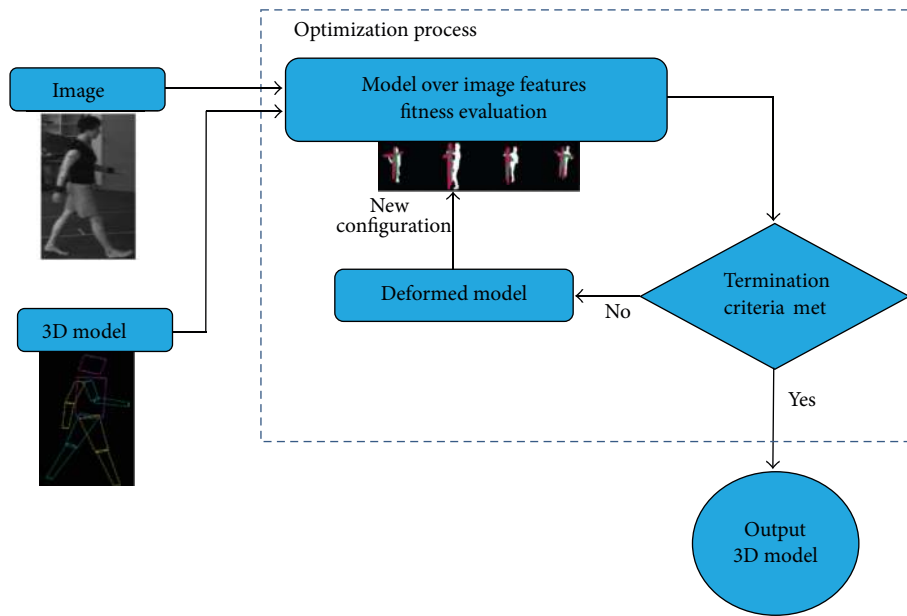 Optimization process
Image
Model over image features
fitness evaluation
New
configuration
Deformed model
No
Termination
criteria met
3D model
Yes
Output
3D model